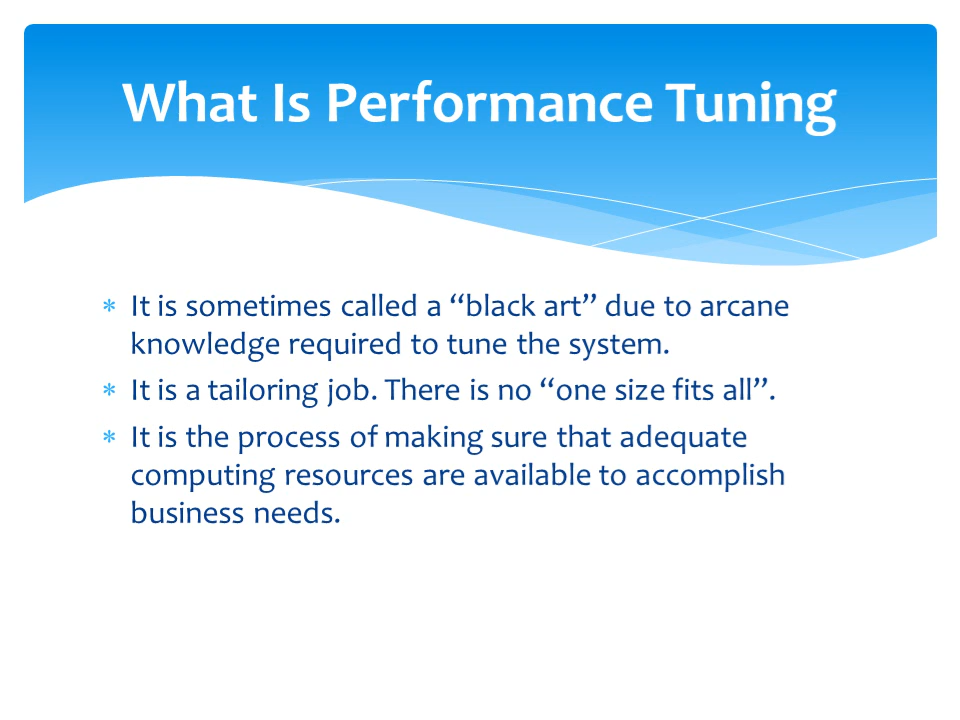 What Is Performance Tuning
* It is sometimes called a “black art” due to arcane
knowledge required to tune the system.
* It is a tailoring job. There is no “one size fits all”.
* It is the process of making sure that adequate
computing resources are available to accomplish
business needs.